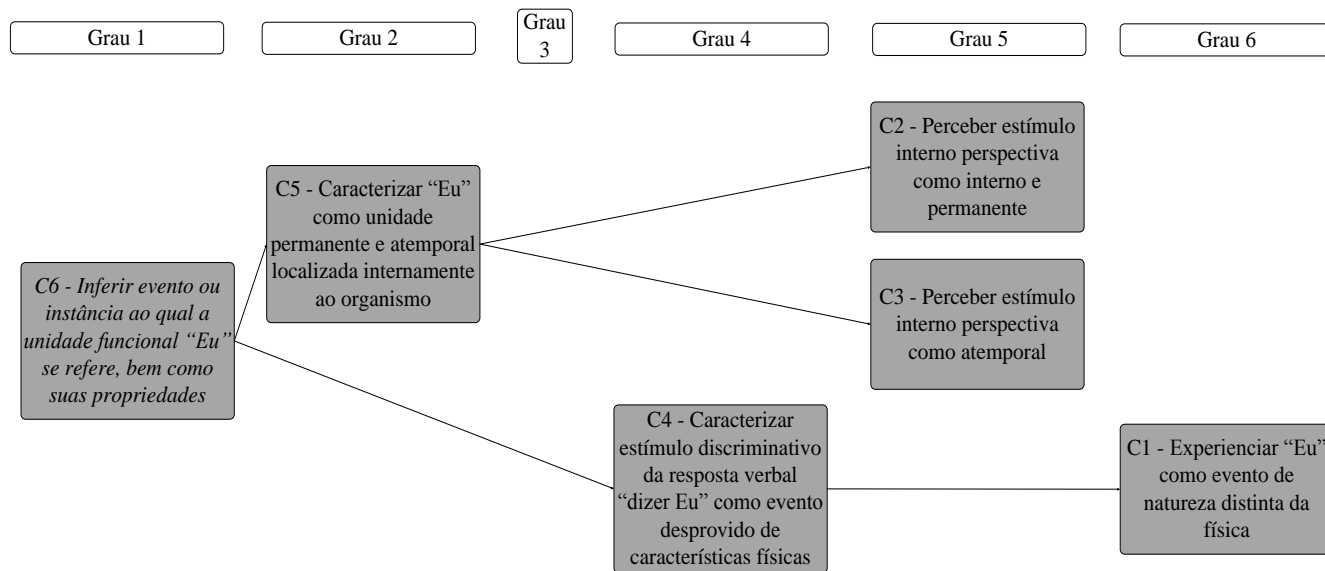 Grau 1
Grau 2
Grau
3
Grau 4
Grau 5
Grau 6
C6 - Inferir evento ou
instância ao qual a
unidade funcional “Eu”
se refere, bem como
suas propriedades
C5 - Caracterizar “Eu”
como unidade
permanente e atemporal
localizada internamente
ao organismo
C2 - Perceber estímulo
interno perspectiva
como interno e
permanente
C3 - Perceber estímulo
interno perspectiva
como atemporal
C4 - Caracterizar
estímulo discriminativo
da resposta verbal
“dizer Eu” como evento
desprovido de
características físicas
C1 - Experienciar “Eu”
como evento de
natureza distinta da
física